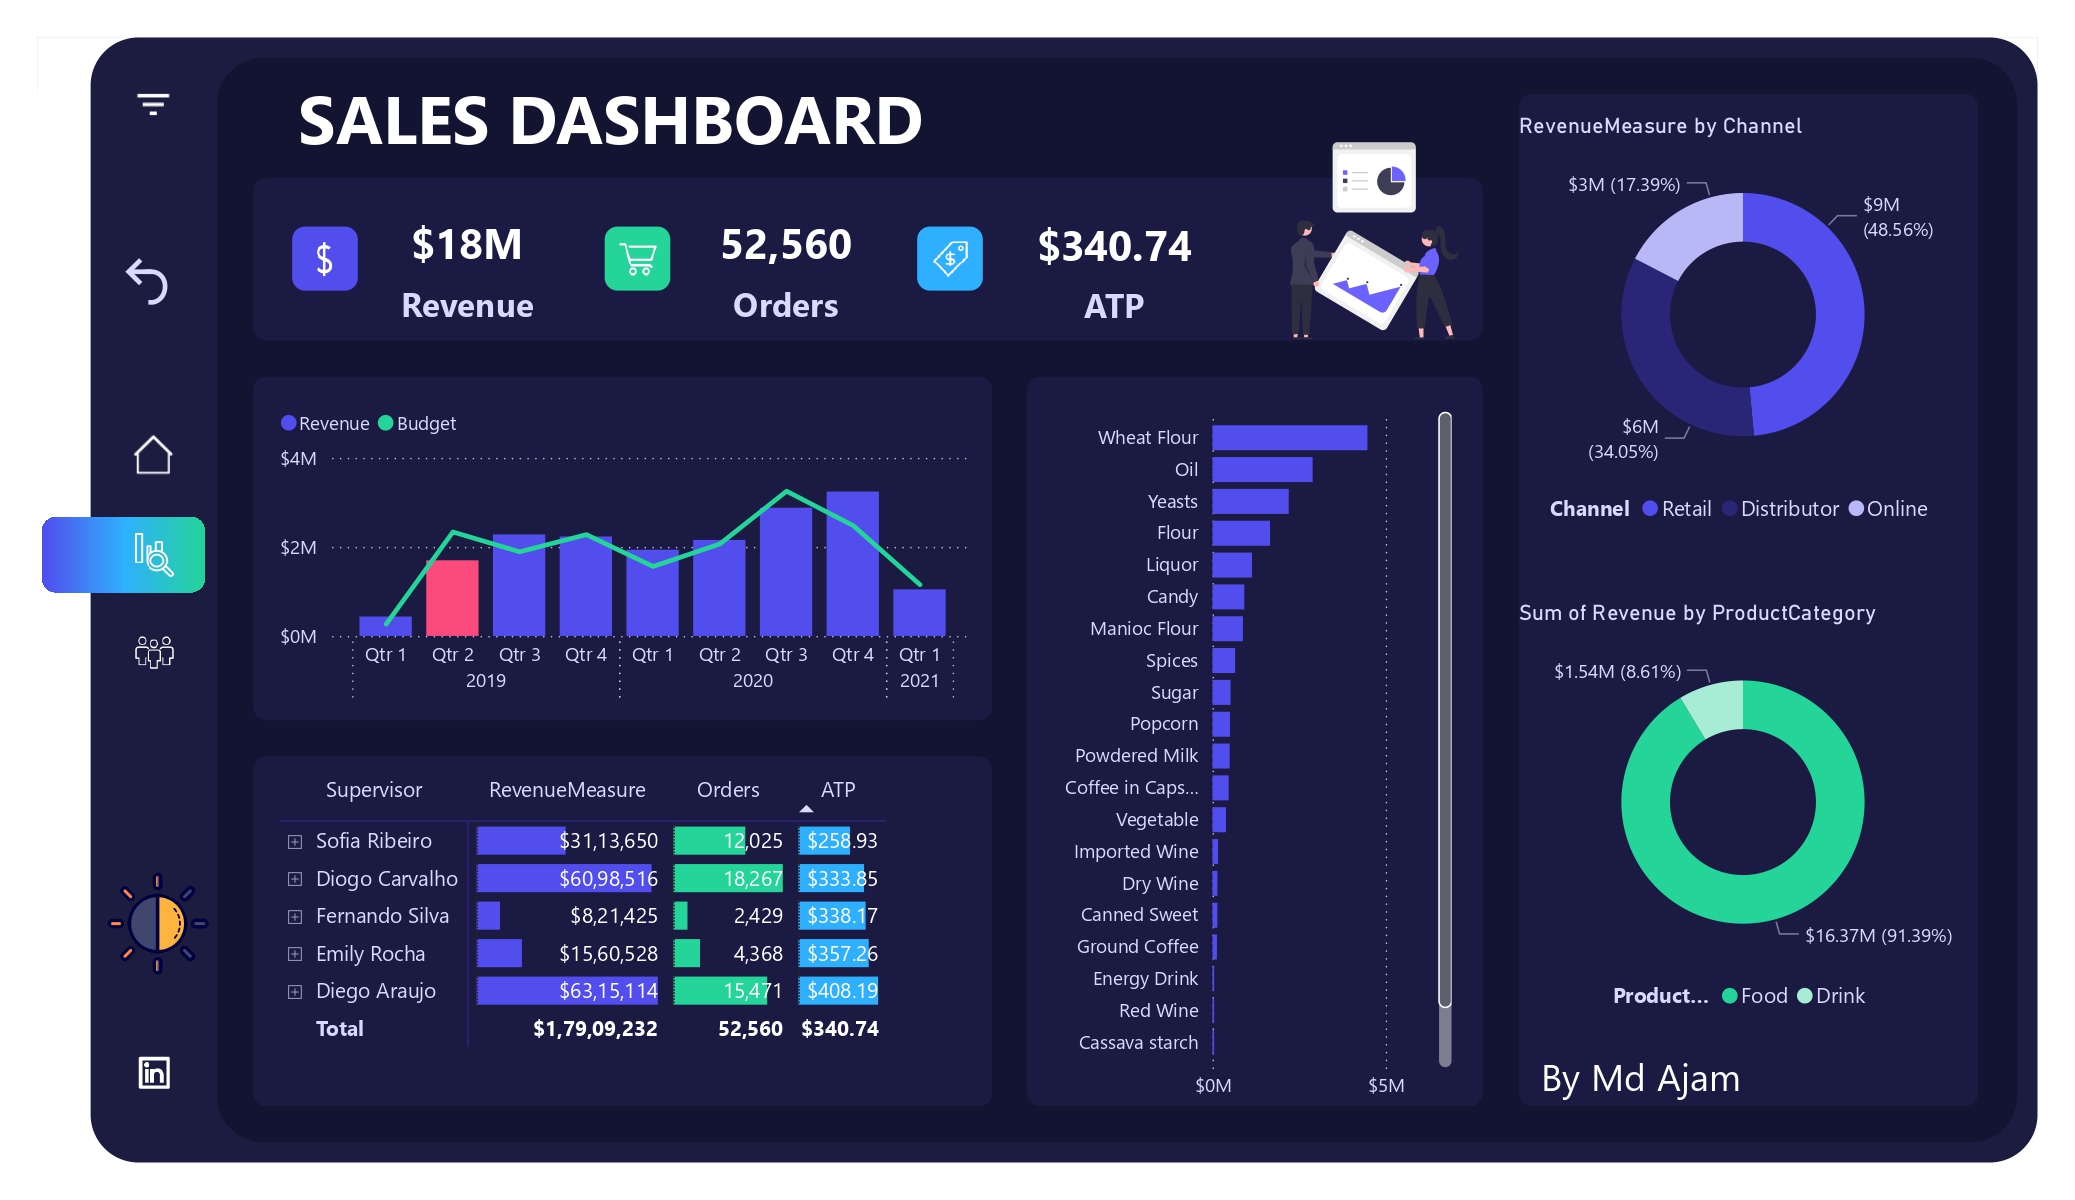 SALES DASHBOARD
$18M
Revenue
52,560
Orders
$340.74
ATP
Revenue Budget
$4M
$2M
$0M
Qtr 1 Qtr 2 Qtr 3 Qtr 4 Qtr 1 Qtr 2 Qtr 3 Qtr 4 Qtr 1
2019 2020 2021
Supervisor RevenueMeasure Orders ATP
Sofia Ribeiro $31,13,650 12,025 $258.93
Diogo Carvalho $60,98,516 18,267 $333.85
Fernando Silva $8,21,425 2,429 $338.17
Emily Rocha $15,60,528 4,368 $357.26
Diego Araujo $63,15,114 15,471 $408.19
Total $1,79,09,232 52,560 $340.74
Wheat Flour
Oil
Yeasts
Flour
Liquor
Candy
Manioc Flour
Spices
Sugar
Popcorn
Powdered Milk
Coffee in Caps...
Vegetable
Imported Wine
Dry Wine
Canned Sweet
Ground Coffee
Energy Drink
Red Wine
Cassava starch
$0M $5M
RevenueMeasure by Channel
$3M (17.39%)
$9M
(48.56%)
$6M
(34.05%)
Channel Retail Distributor Online
Sum of Revenue by ProductCategory
$1.54M (8.61%)
$16.37M (91.39%)
Product... Food Drink
By Md Ajam
in